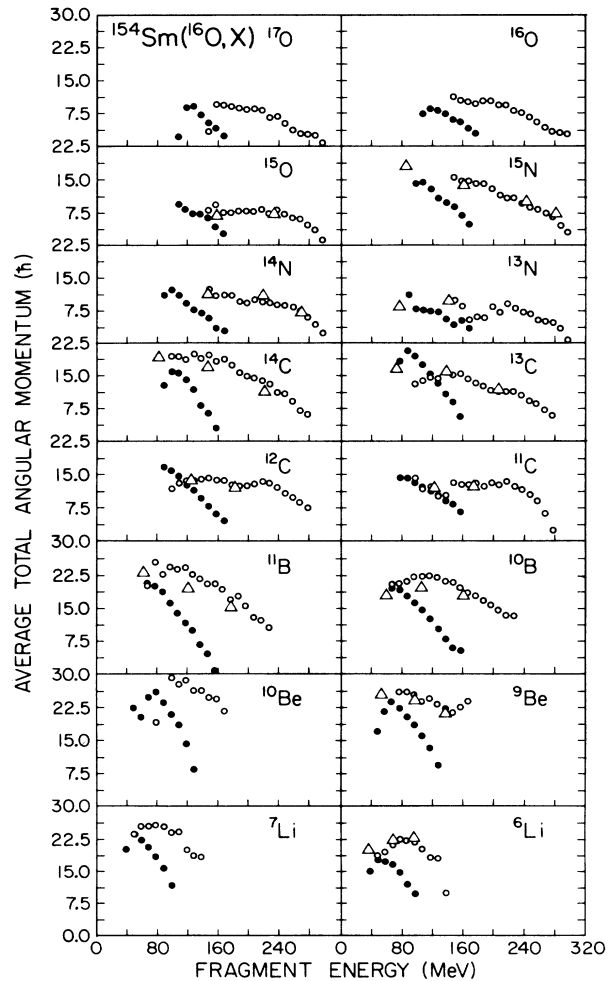 30.0
22.5
15.0
7.5
22.5
15.0
7.5
22.5
15.0
7.5
22.5
15.0
7.5
22.5
15.0
7.5
30.0
22.5
15.0
7.5
30.0
22.5
15.0
7.5
30.0
22.5
15.0
7.5
0.0
AVERAGE TOTAL ANGULAR MOMENTUM (ℏ)
¹⁵⁴Sm(¹⁶O,X) ¹⁷O
¹⁶O
¹⁵O
¹⁵N
¹⁴N
¹³N
¹⁴C
¹³C
¹²C
¹¹C
¹¹B
¹⁰B
¹⁰Be
⁹Be
⁷Li
⁶Li
0 80 160 240 0 80 160 240 320
FRAGMENT ENERGY (MeV)